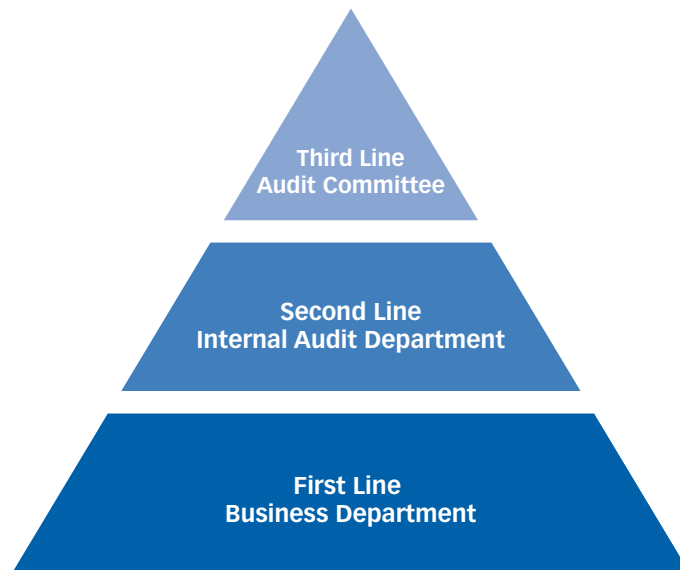 Third Line
Audit Committee
Second Line
Internal Audit Department
First Line
Business Department